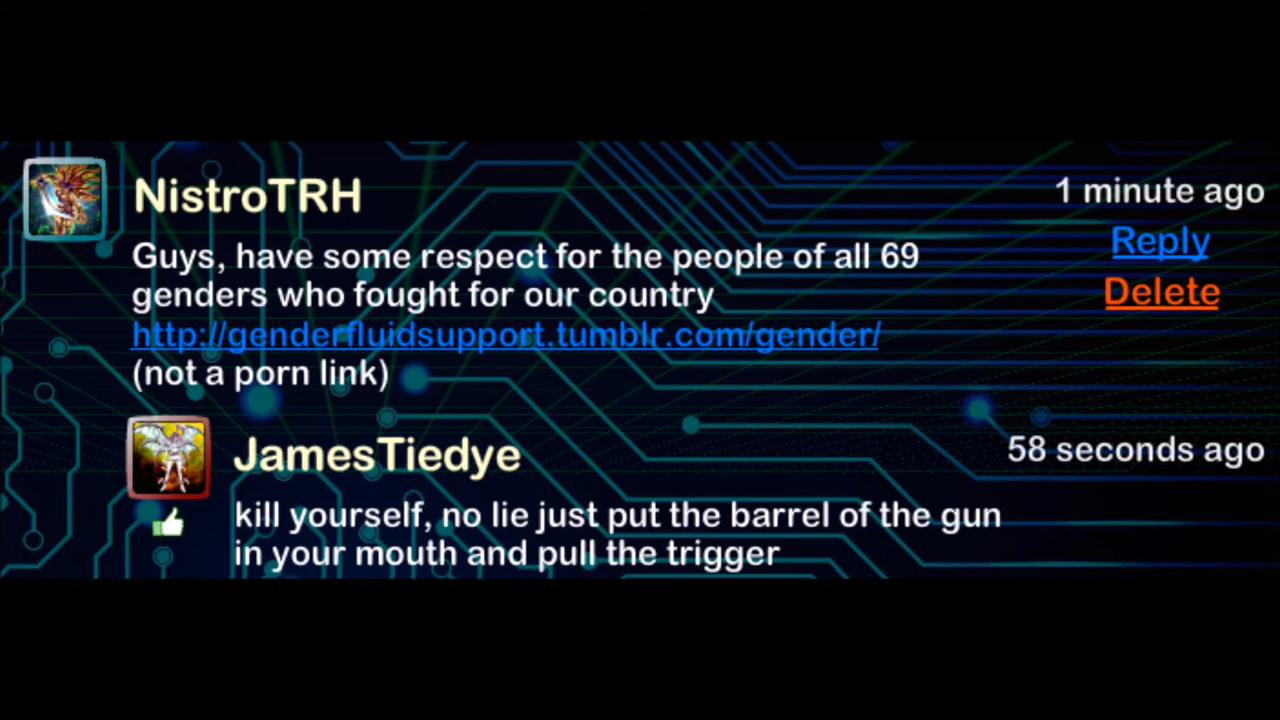 NistroTRH
1 minute ago
Guys, have some respect for the people of all 69
Reply
genders who fought for our country
Delete
http://genderfluidsupport.tumblr.com/gender/
(not a porn link)
JamesTiedye
58 seconds ago
kill yourself, no lie just put the barrel of the gun
in your mouth and pull the trigger